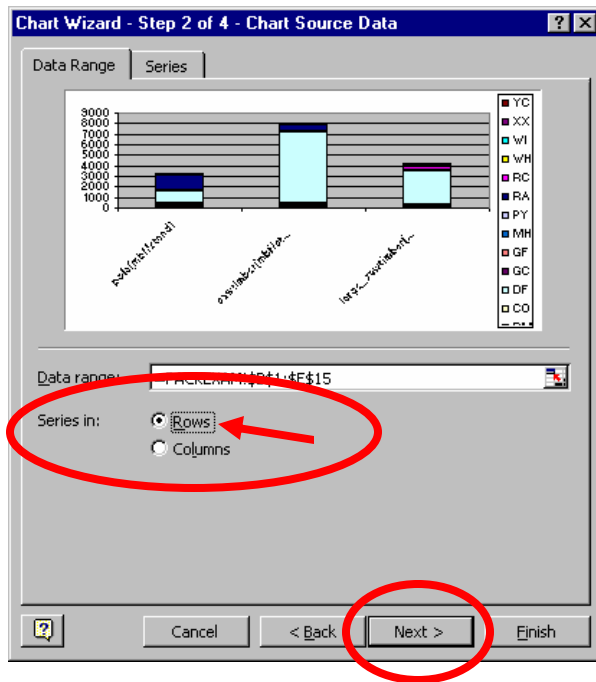 Chart Wizard - Step 2 of 4 - Chart Source Data
Data Range
Series
9000
8000
7000
6000
5000
4000
3000
2000
1000
0
YC
XX
WI
WH
RC
RA
PY
MH
GF
GC
DF
CO
Data range:
Series in:
Rows
Columns
Cancel
< Back
Next >
Finish